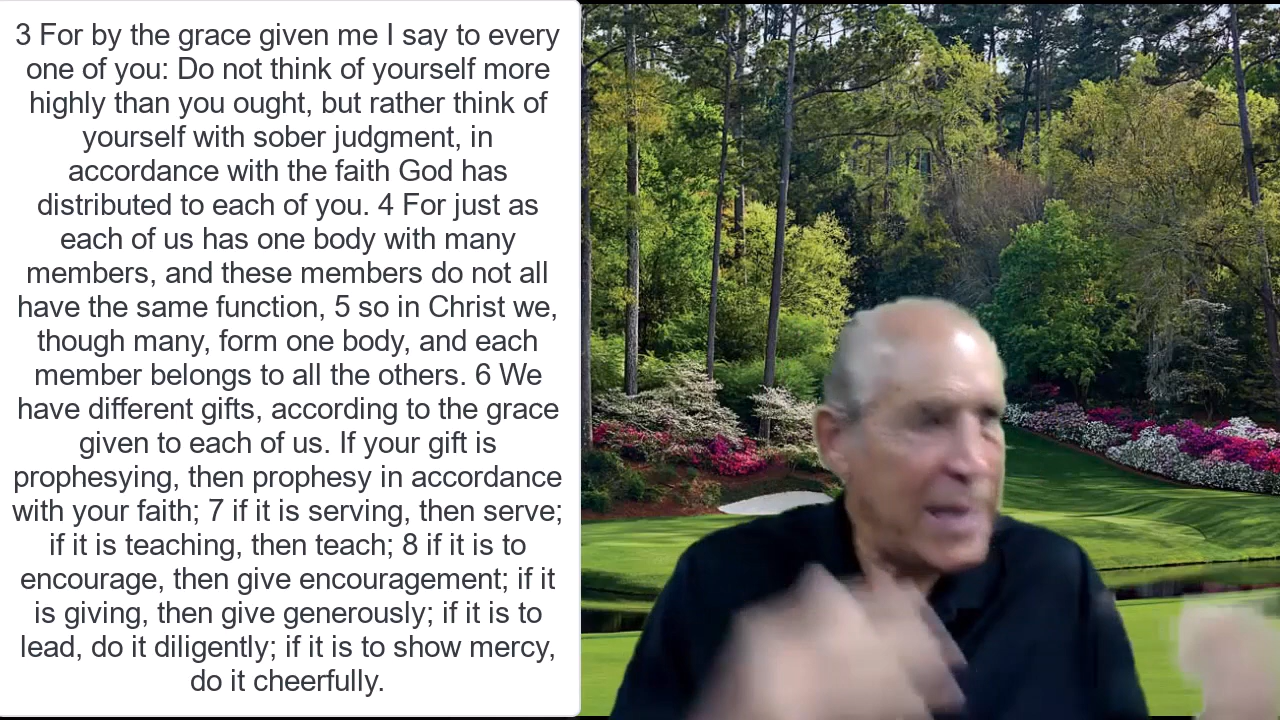 3 For by the grace given me I say to every
one of you: Do not think of yourself more
highly than you ought, but rather think of
yourself with sober judgment, in
accordance with the faith God has
distributed to each of you. 4 For just as
each of us has one body with many
members, and these members do not all
have the same function, 5 so in Christ we,
though many, form one body, and each
member belongs to all the others. 6 We
have different gifts, according to the grace
given to each of us. If your gift is
prophesying, then prophesy in accordance
with your faith; 7 if it is serving, then serve;
if it is teaching, then teach; 8 if it is to
encourage, then give encouragement; if it
is giving, then give generously; if it is to
lead, do it diligently; if it is to show mercy,
do it cheerfully.